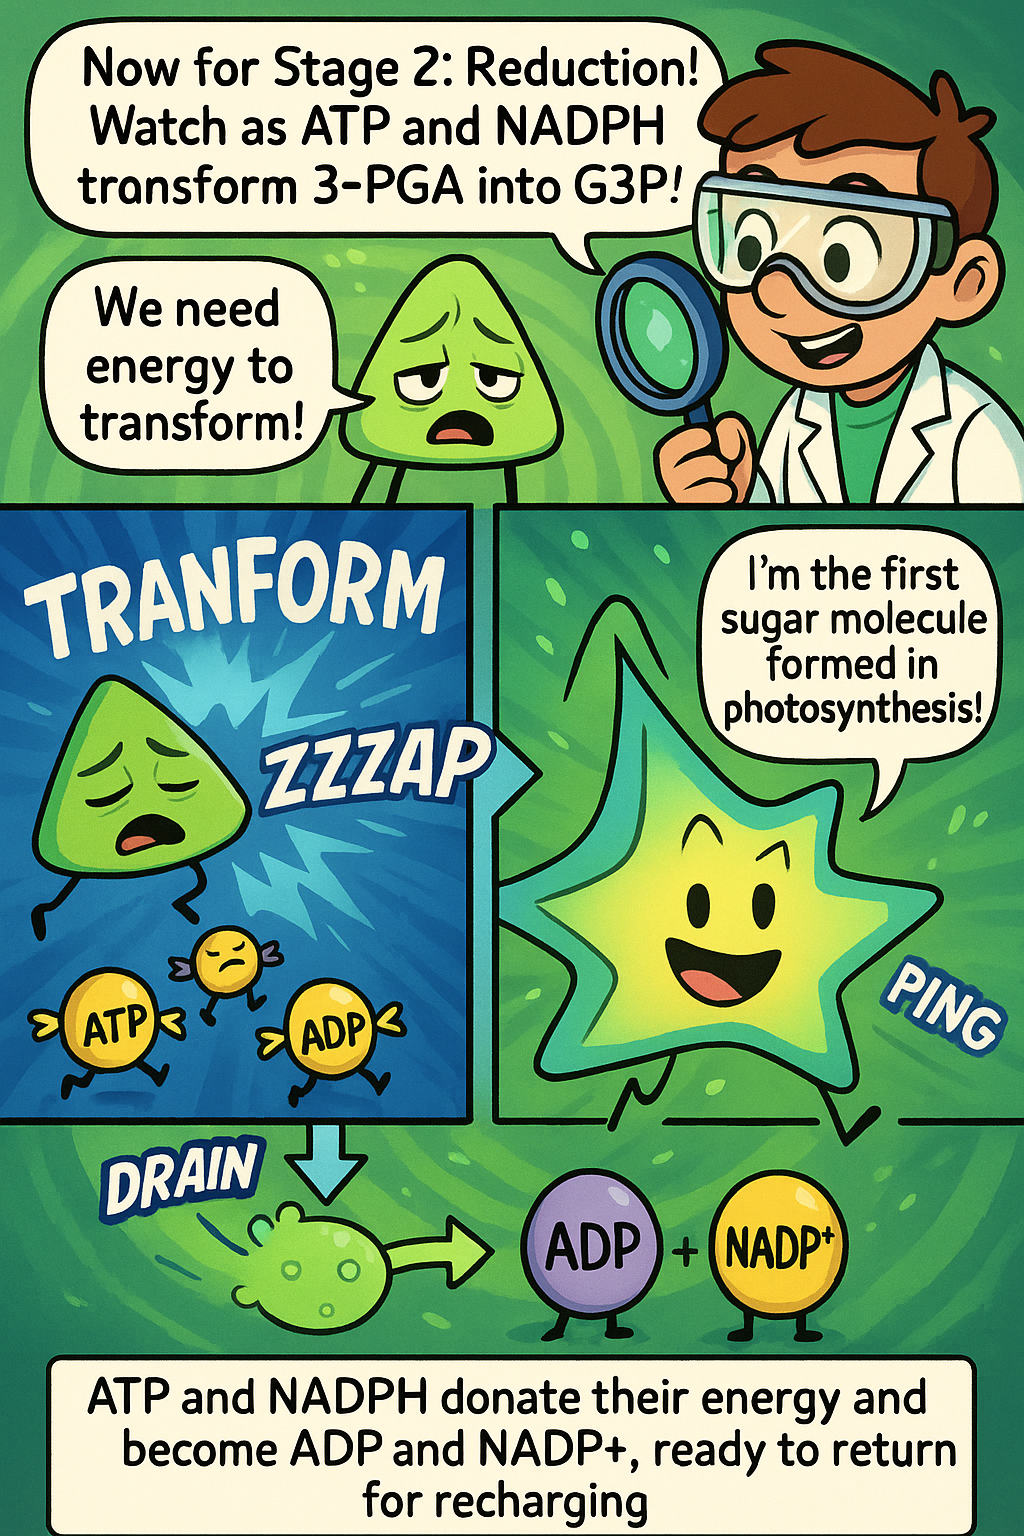 Now for Stage 2: Reduction!
Watch as ATP and NADPH
transform 3-PGA into G3P!
We need
energy to
transform!
TRANFORM
ZZZAP
ATP
ADP
I'm the first
sugar molecule
formed in
photosynthesis!
PING
DRAIN
ADP + NADP⁺
ATP and NADPH donate their energy and
become ADP and NADP+, ready to return
for recharging